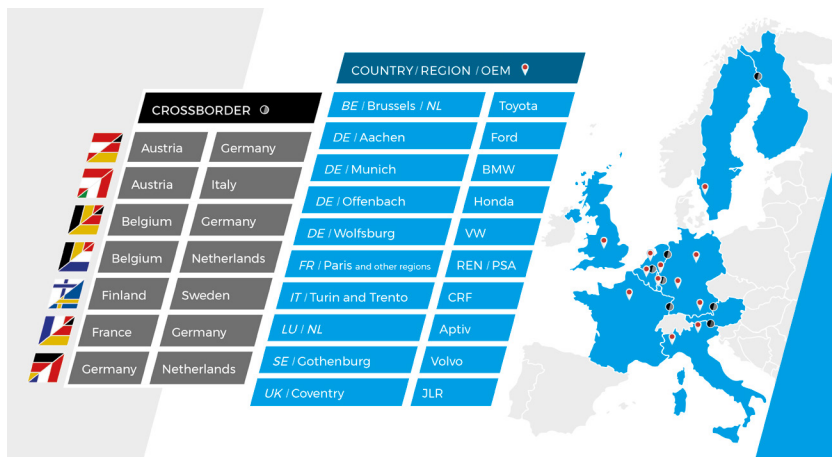 COUNTRY / REGION / OEM
CROSSBORDER
Austria Germany
Austria Italy
Belgium Germany
Belgium Netherlands
Finland Sweden
France Germany
Germany Netherlands
BE / Brussels / NL Toyota
DE / Aachen Ford
DE / Munich BMW
DE / Offenbach Honda
DE / Wolfsburg VW
FR / Paris and other regions REN / PSA
IT / Turin and Trento CRF
LU / NL Aptiv
SE / Gothenburg Volvo
UK / Coventry JLR